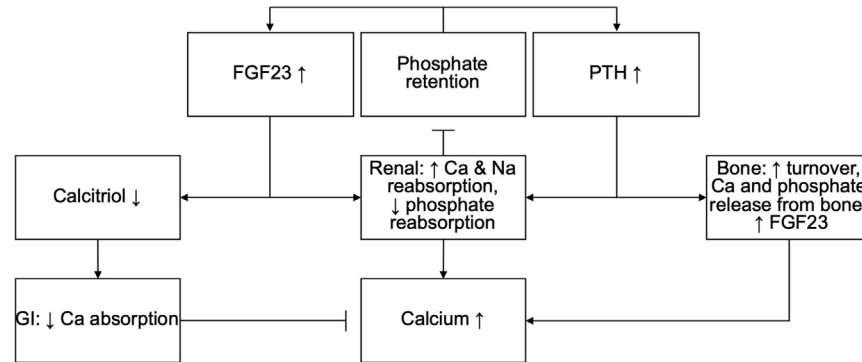 FGF23 ↑
Phosphate
retention
PTH ↑
Calcitriol ↓
Renal: ↑ Ca & Na
reabsorption,
↓ phosphate
reabsorption
Bone: ↑ turnover,
Ca and phosphate
release from bone,
↑ FGF23
GI: ↓ Ca absorption
Calcium ↑